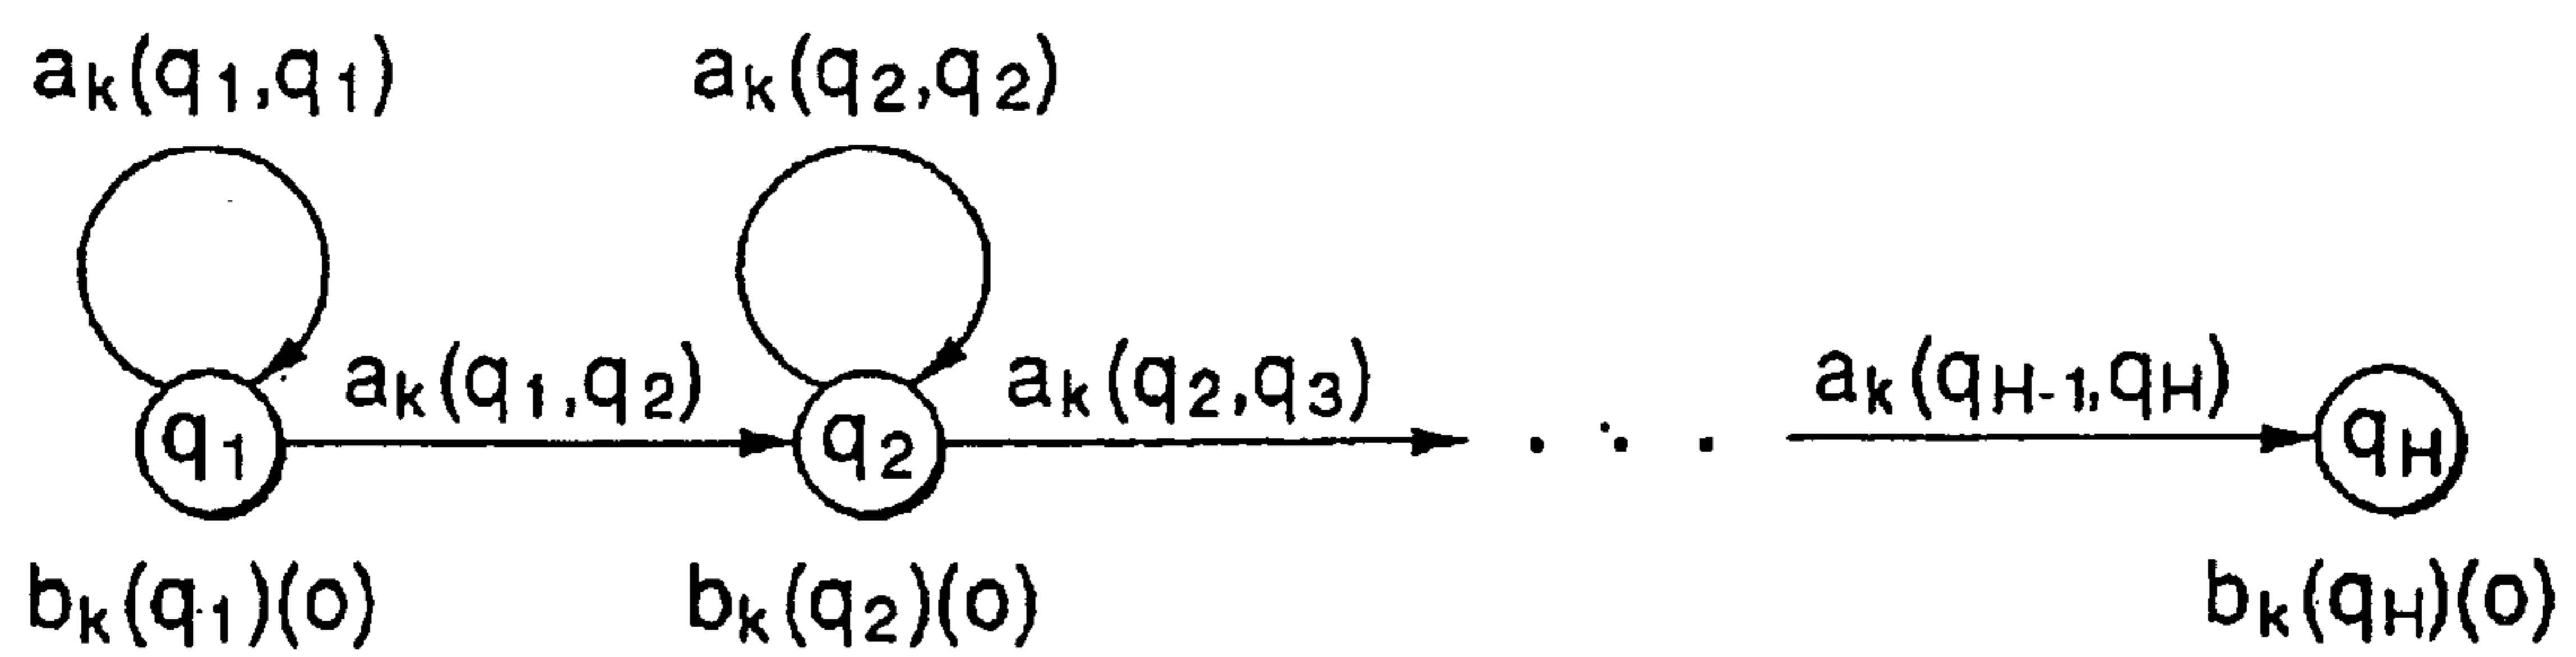 ak(q1,q1) ak(q2,q2)
ak(q1,q2) ak(q2,q3) ak(qH-1,qH)
q1 q2 . . . qH
bk(q1)(o) bk(q2)(o) bk(qH)(o)